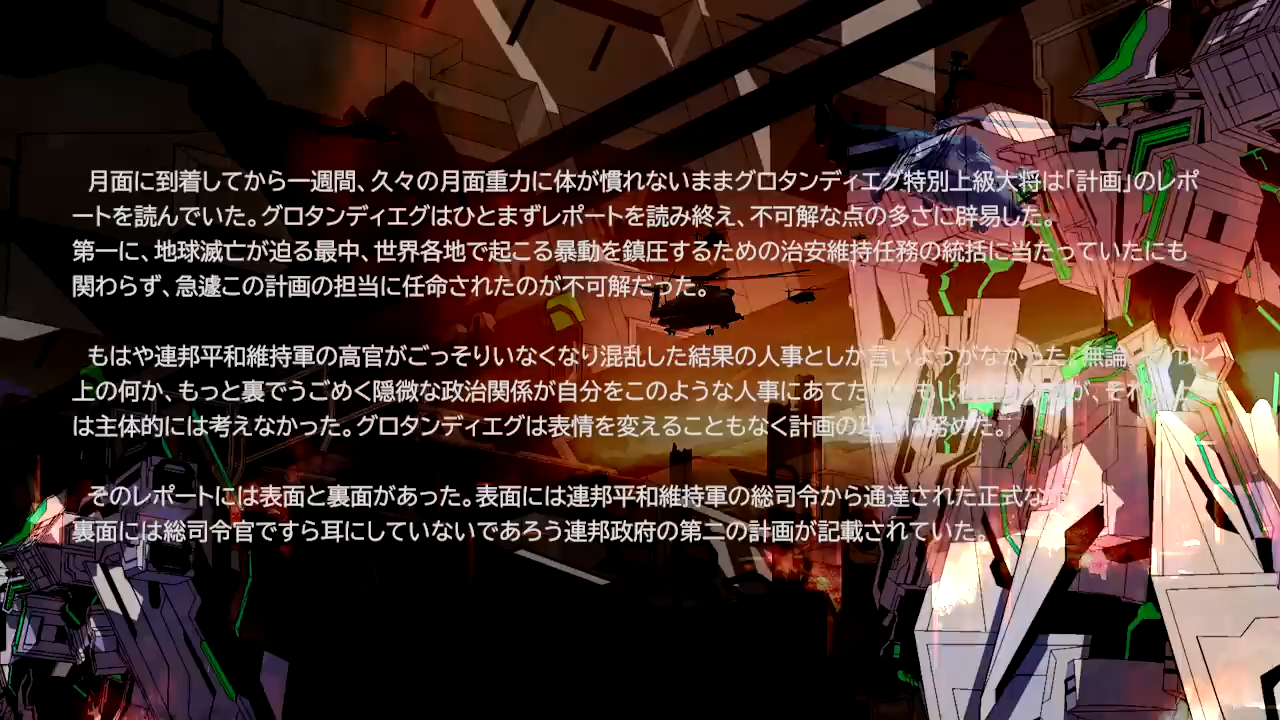 月面に到着してから一週間、久々の月面重力に体が慣れないままグロタンディエグ特別上級大将は「計画」のレポ
ートを読んでいた。グロタンディエグはひとまずレポートを読み終え、不可解な点の多さに辟易した。
第一に、地球滅亡が迫る最中、世界各地で起こる暴動を鎮圧するための治安維持任務の統括に当たっていたにも
関わらず、急遽この計画の担当に任命されたのが不可解だった。
もはや連邦平和維持軍の高官がごっそりいなくなり混乱した結果の人事としか言いようがなかった。無論、それ以
上の何か、もっと裏でうごめく隠微な政治関係が自分をこのような人事にあてた
は主体的には考えなかった。グロタンディエグは表情を変えることもなく計画の理解に努めた。
そのレポートには表面と裏面があった。表面には連邦平和維持軍の総司令から通達された正式な
裏面には総司令官ですら耳にしていないであろう連邦政府の第二の計画が記載されていた。